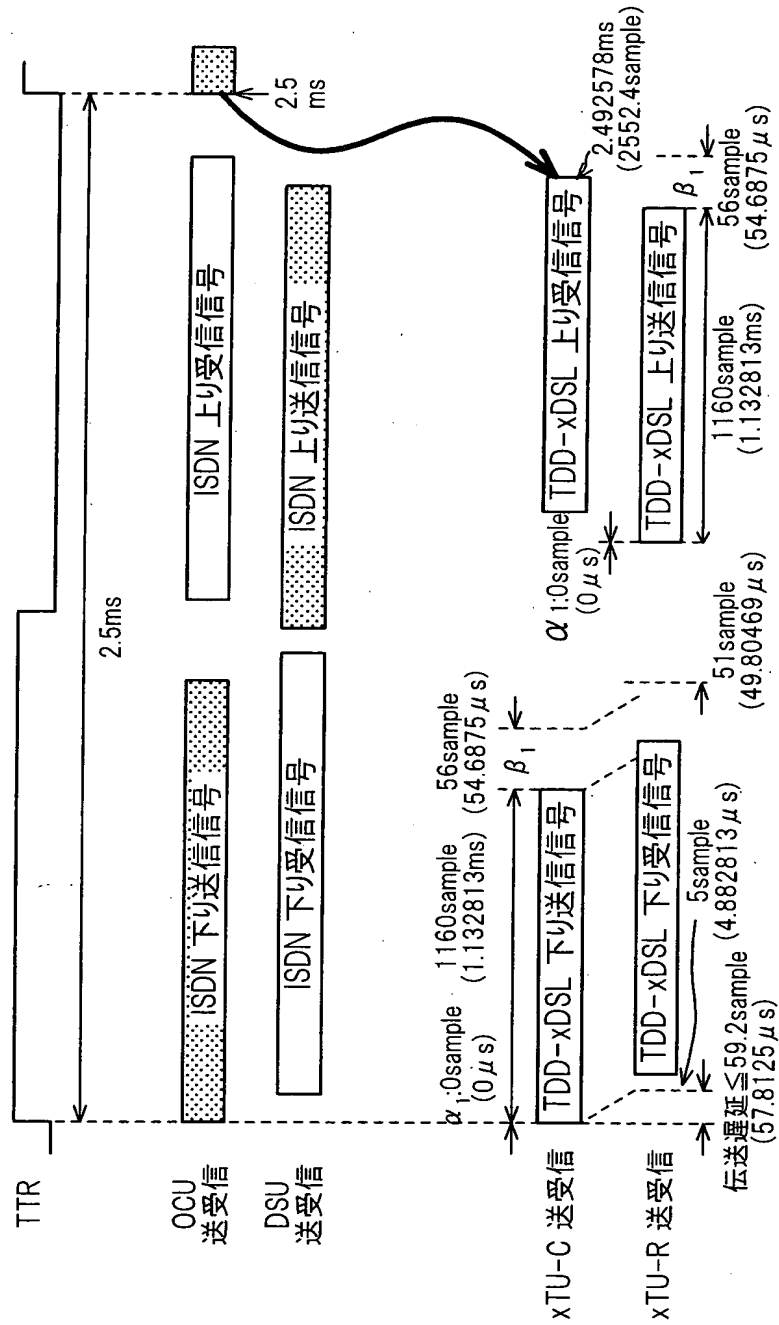 TTR
2.5ms
OCU
送受信
ISDN 下り送信信号
ISDN 上り受信信号
2.5
ms
DSU
送受信
ISDN 下り受信信号
ISDN 上り送信信号
α1:0sample
(0μs)
1160sample
(1.132813ms)
56sample
(54.6875μs)
β1
xTU-C 送受信
TDD-xDSL 下り送信信号
α1:0sample
(0μs)
TDD-xDSL 上り受信信号
2.492578ms
(2552.4sample)
xTU-R 送受信
TDD-xDSL 下り受信信号
TDD-xDSL 上り送信信号
β1
伝送遅延≦59.2sample
(57.8125μs)
5sample
(4.882813μs)
51sample
(49.80469μs)
1160sample
(1.132813ms)
56sample
(54.6875μs)